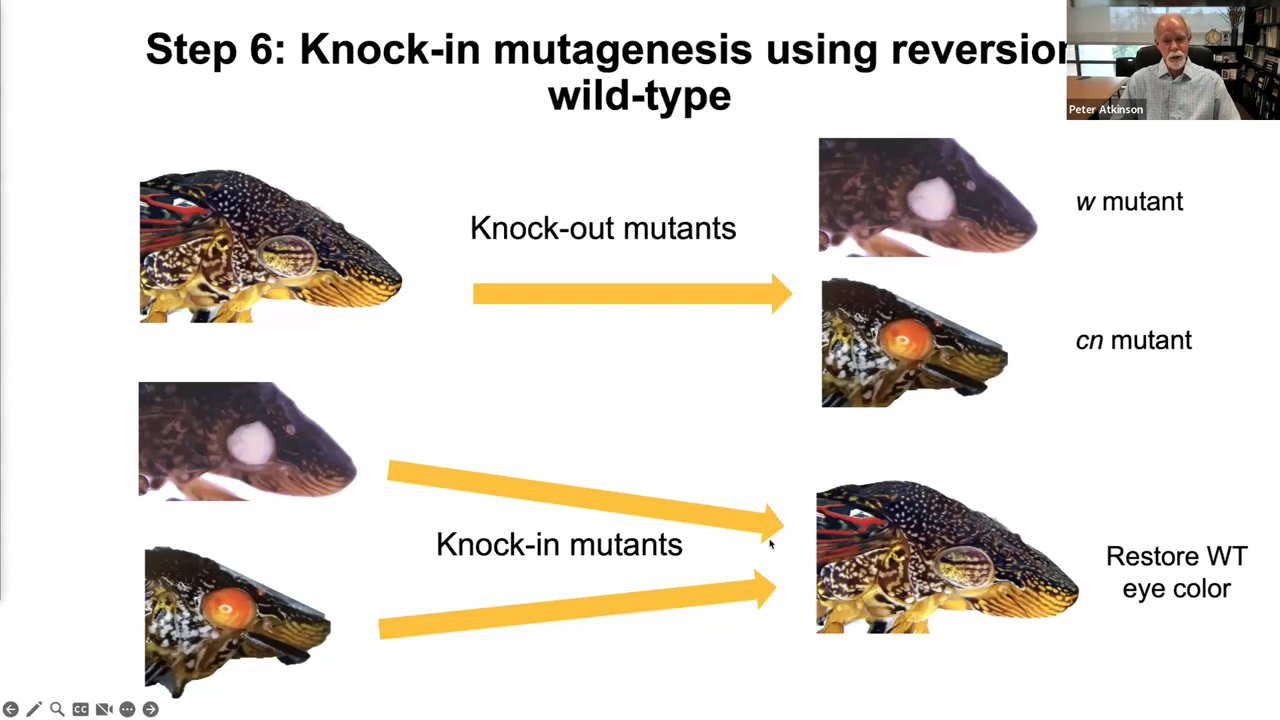 Step 6: Knock-in mutagenesis using reversion
wild-type
Peter Atkinson
Knock-out mutants
w mutant
cn mutant
Knock-in mutants
Restore WT
eye color
CC